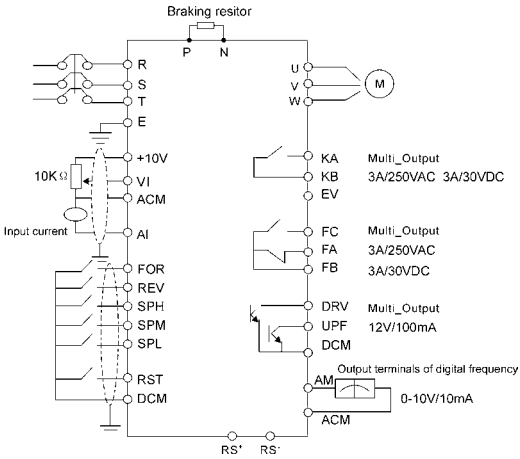 Braking resitor
P N
R
S
T
E
+10V
10KΩ
VI
ACM
Input current
AI
FOR
REV
SPH
SPM
SPL
RST
DCM
U
V
W
M
KA Multi_Output
KB 3A/250VAC 3A/30VDC
EV
FC Multi_Output
FA 3A/250VAC
FB 3A/30VDC
DRV Multi_Output
UPF 12V/100mA
DCM
Output terminals of digital frequency
AM
0-10V/10mA
ACM
RS+ RS-